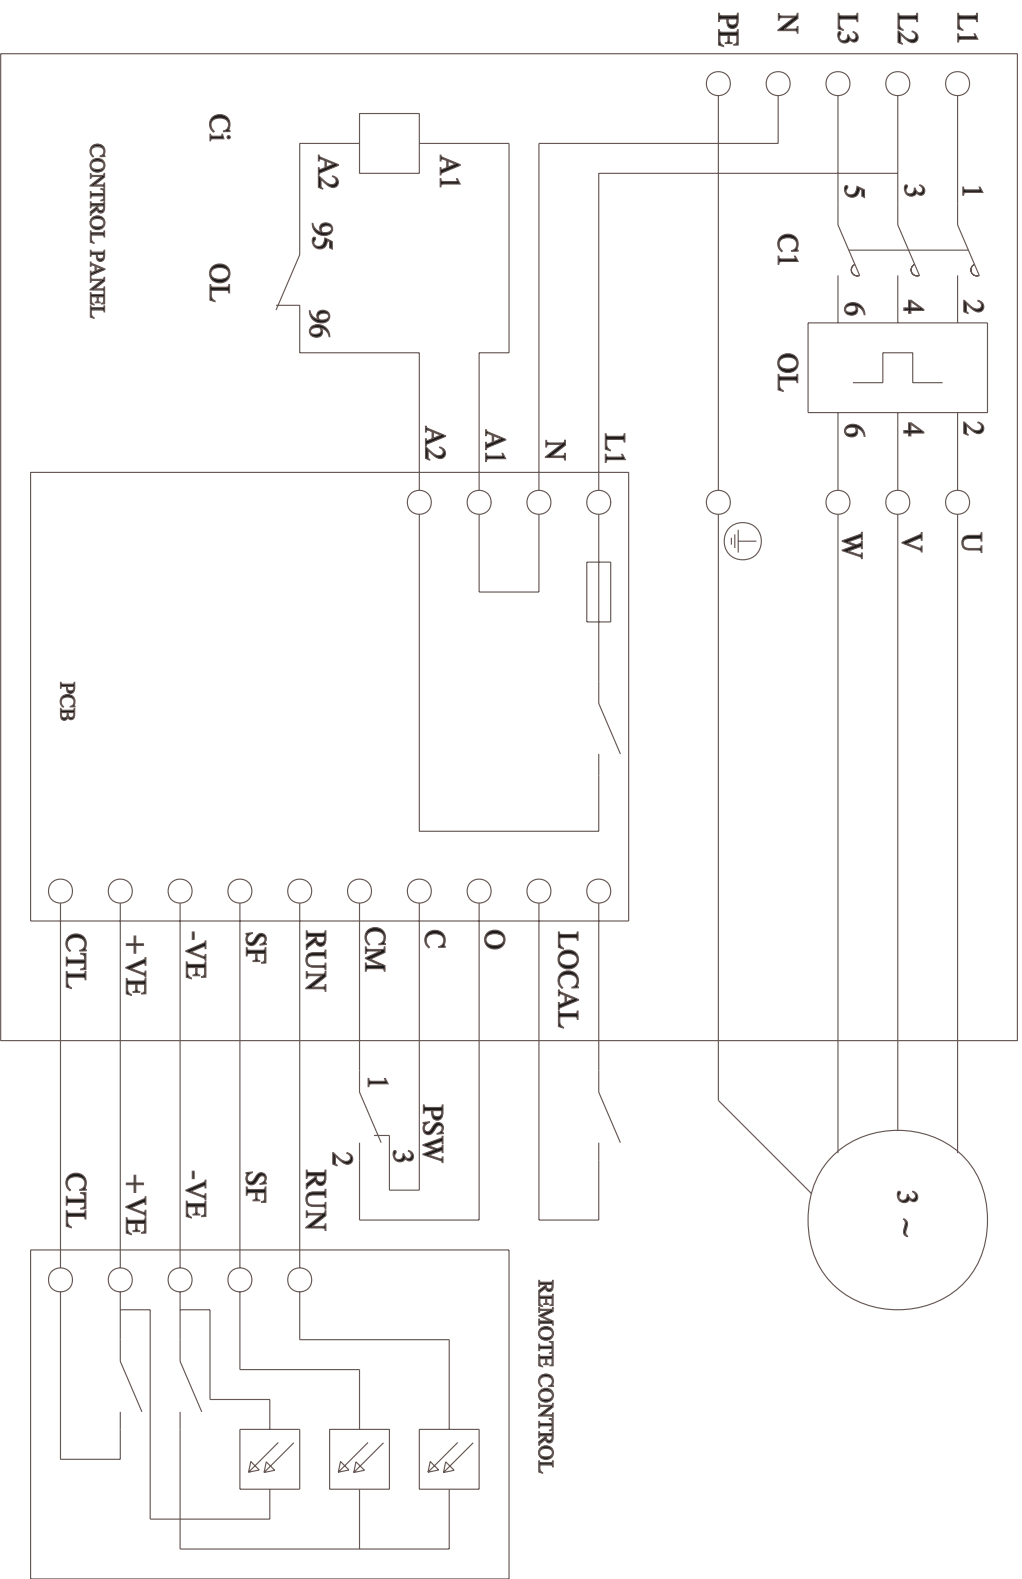 L1
L2
L3
N
PE
1
3
5
C1
2
4
6
OL
2
4
6
U
V
W
3 ~
A1
A2
Ci
95
OL
96
CONTROL PANEL
L1
N
A1
A2
PCB
LOCAL
O
C
CM
RUN
SF
-VE
+VE
CTL
PSW
1
3
2
RUN
SF
-VE
+VE
CTL
REMOTE CONTROL